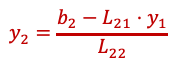 y₂ = (b₂ − L₂₁ · y₁) / L₂₂